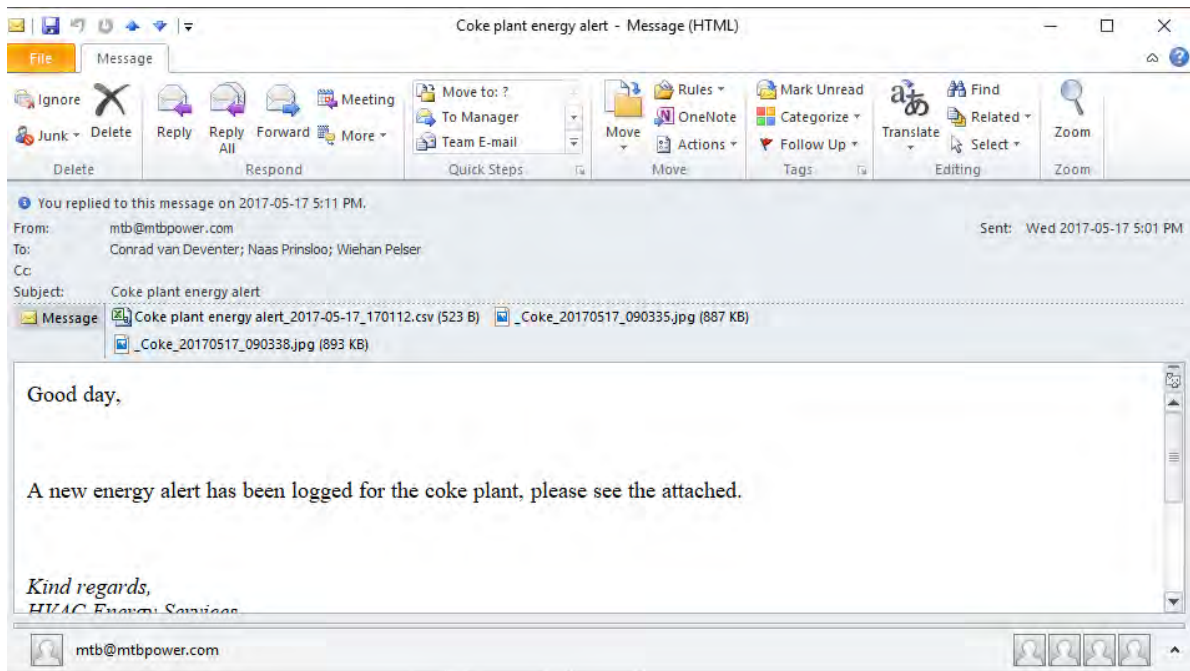 Coke plant energy alert - Message (HTML)
File Message
Ignore
Junk
Delete
Reply
Reply All
Forward
Meeting
More
Move to: ?
To Manager
Team E-mail
Move
Rules
OneNote
Actions
Mark Unread
Categorize
Follow Up
Translate
Find
Related
Select
Zoom
Delete Respond Quick Steps Move Tags Editing Zoom
You replied to this message on 2017-05-17 5:11 PM.
From: mtb@mtbpower.com Sent: Wed 2017-05-17 5:01 PM
To: Conrad van Deventer; Naas Prinsloo; Wiehan Pelser
Cc
Subject: Coke plant energy alert
Message Coke plant energy alert_2017-05-17_170112.csv (523 B) _Coke_20170517_090335.jpg (887 KB)
_Coke_20170517_090338.jpg (893 KB)
Good day,
A new energy alert has been logged for the coke plant, please see the attached.
Kind regards,
HVAC Energy Services
mtb@mtbpower.com